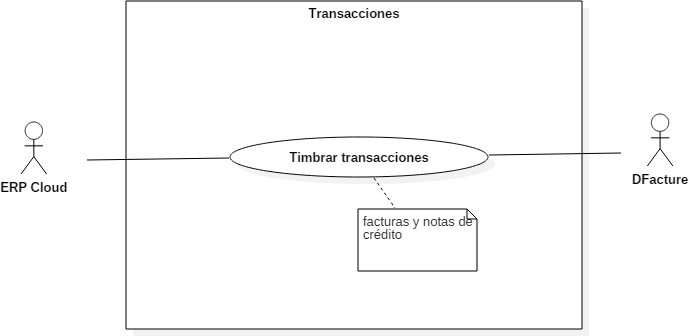 Transacciones
Timbrar transacciones
ERP Cloud
DFacture
facturas y notas de
crédito